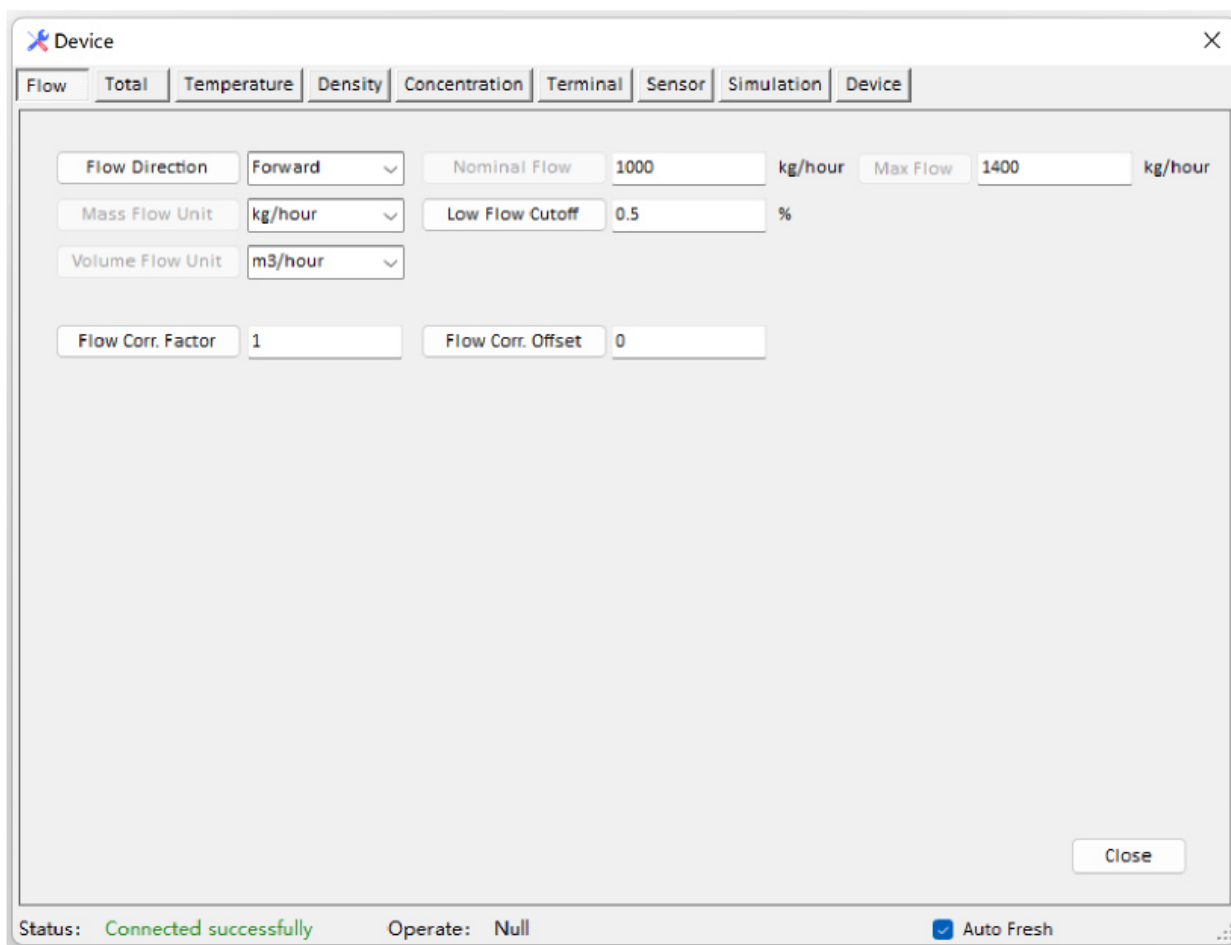 Device
Flow Total Temperature Density Concentration Terminal Sensor Simulation Device
Flow Direction Forward Nominal Flow 1000 kg/hour Max Flow 1400 kg/hour
Mass Flow Unit kg/hour Low Flow Cutoff 0.5 %
Volume Flow Unit m3/hour
Flow Corr. Factor 1 Flow Corr. Offset 0
Close
Status: Connected successfully Operate: Null Auto Fresh